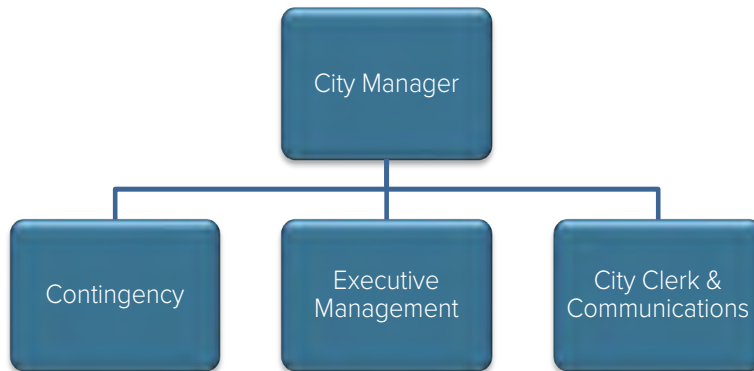 City Manager
Contingency
Executive
Management
City Clerk &
Communications